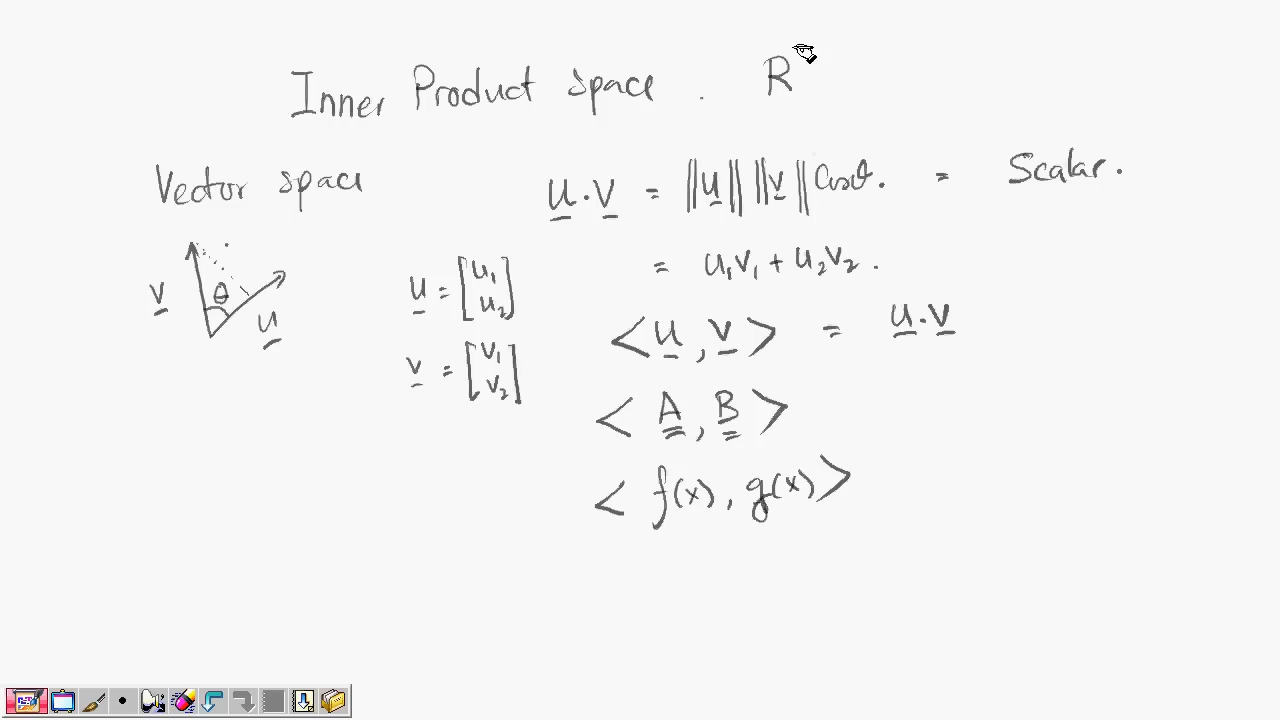 Inner Product space . R
Vector space
u . v = ||u|| ||v|| Cosθ . = Scalar .
= u₁v₁ + u₂v₂ .
v θ u
u = [u₁ u₂]
v = [v₁ v₂]
<u , v> = u . v
<A , B>
<f(x) , g(x)>